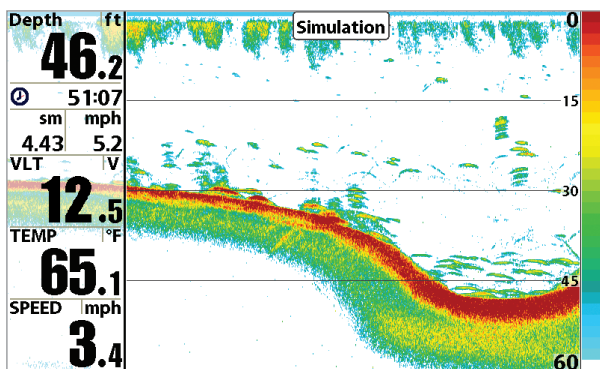 Depth ft
46.2
51:07
sm mph
4.43 5.2
VLT V
12.5
TEMP °F
65.1
SPEED mph
3.4
Simulation
0
15
30
45
60